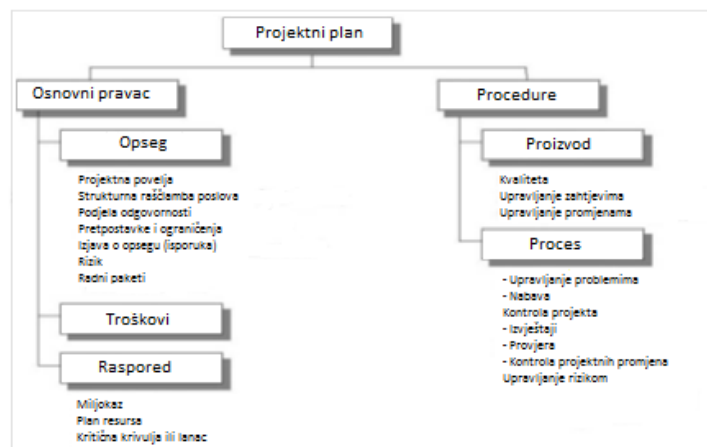 Projektni plan
Osnovni pravac
Opseg
Projektna povelja
Strukturna raščlamba poslova
Podjela odgovornosti
Pretpostavke i ograničenja
Izjava o opsegu (isporuka)
Rizik
Radni paketi
Troškovi
Raspored
Miljokaz
Plan resursa
Kritična krivulja ili lanac
Procedure
Proizvod
Kvaliteta
Upravljanje zahtjevima
Upravljanje promjenama
Proces
- Upravljanje problemima
- Nabava
Kontrola projekta
- Izvještaji
- Provjera
- Kontrola projektnih promjena
Upravljanje rizikom